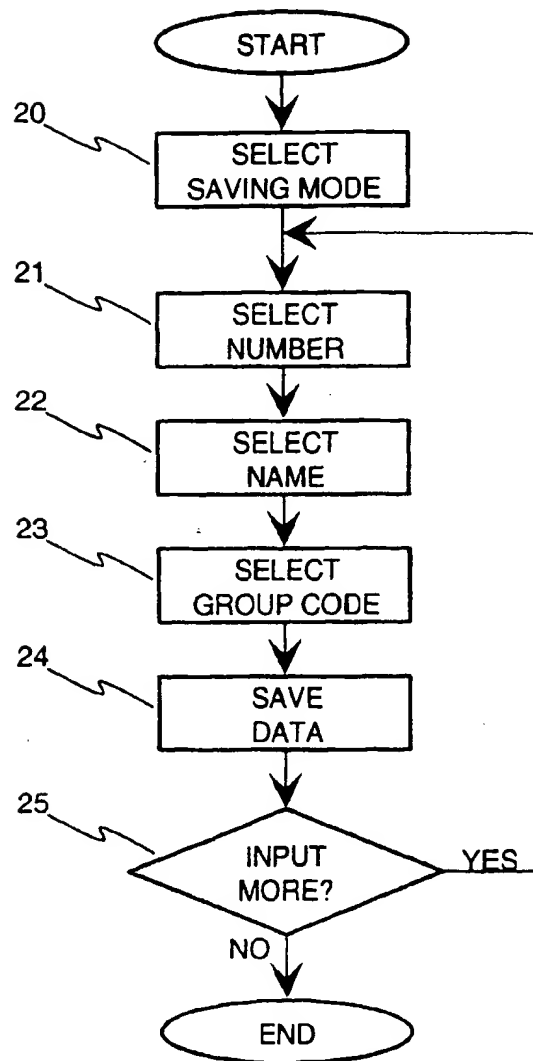 START
20
SELECT
SAVING MODE
21
SELECT
NUMBER
22
SELECT
NAME
23
SELECT
GROUP CODE
24
SAVE
DATA
25
INPUT
MORE?
YES
NO
END